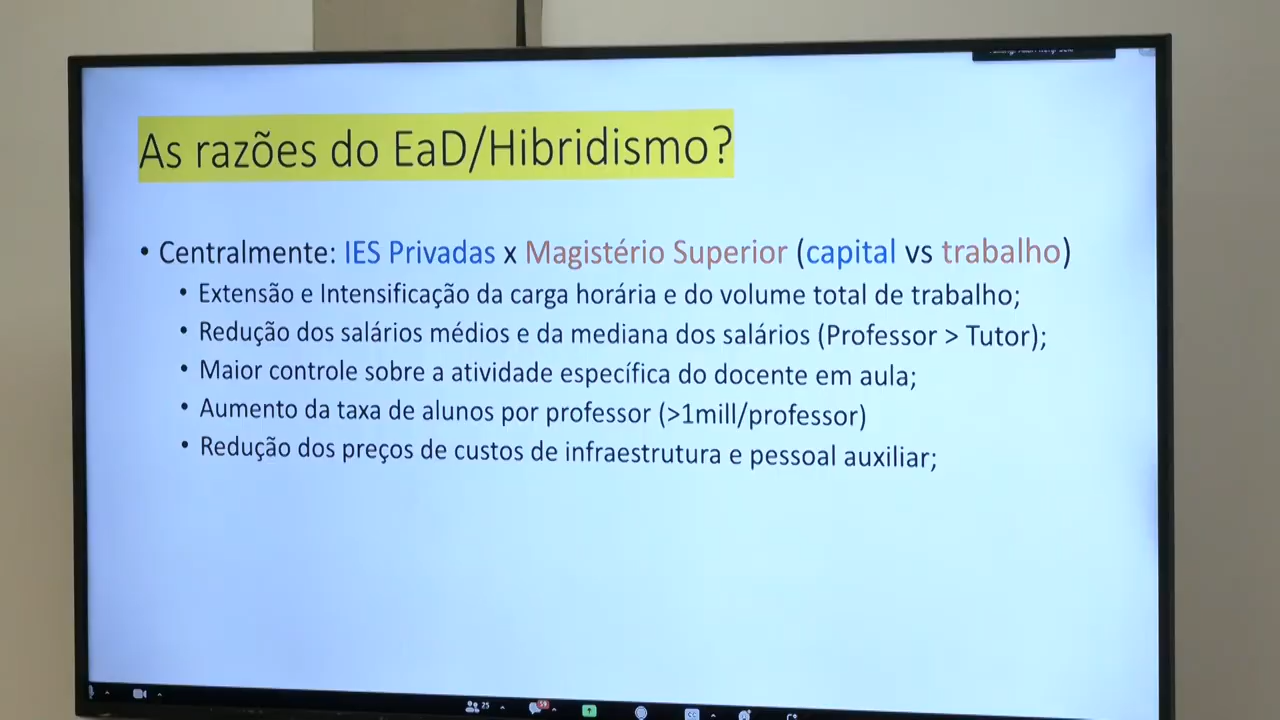 As razões do EaD/Hibridismo?
• Centralmente: IES Privadas x Magistério Superior (capital vs trabalho)
• Extensão e Intensificação da carga horária e do volume total de trabalho;
• Redução dos salários médios e da mediana dos salários (Professor > Tutor);
• Maior controle sobre a atividade específica do docente em aula;
• Aumento da taxa de alunos por professor (>1mill/professor)
• Redução dos preços de custos de infraestrutura e pessoal auxiliar;
25 59 CC